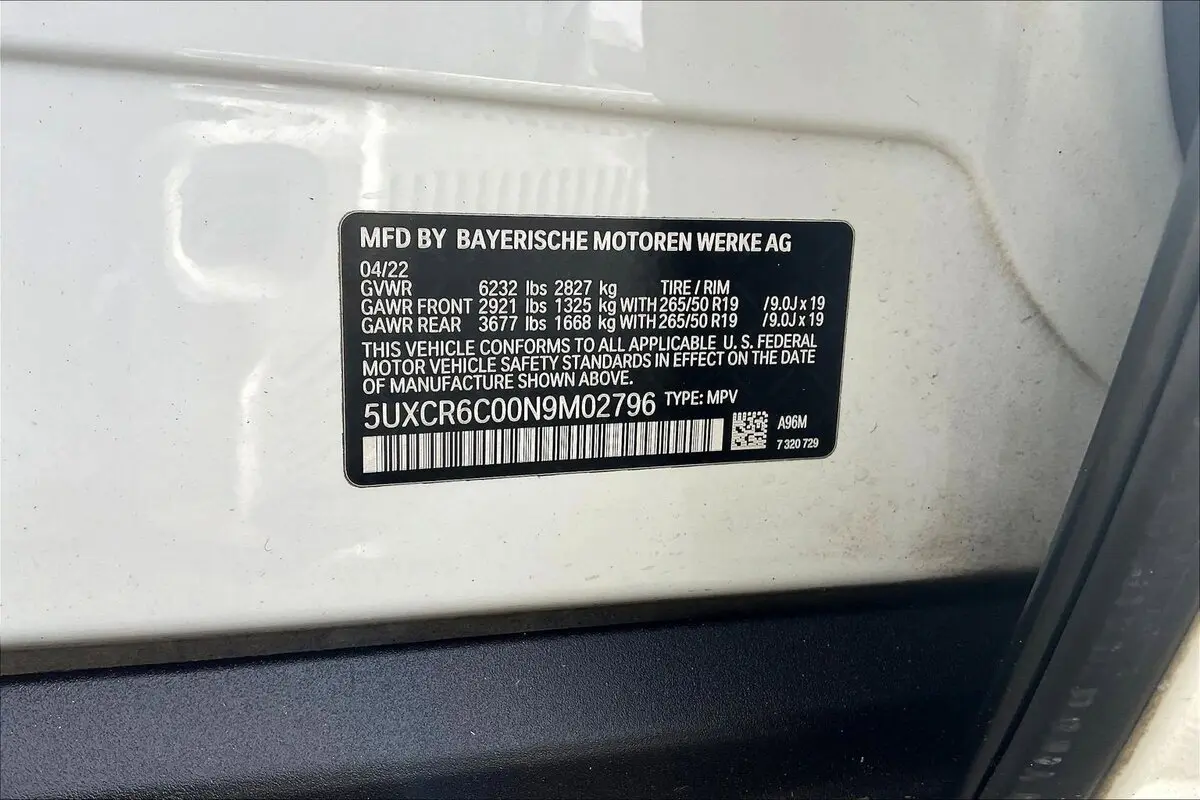 MFD BY BAYERISCHE MOTOREN WERKE AG
04/22
GVWR 6232 lbs 2827 kg TIRE / RIM
GAWR FRONT 2921 lbs 1325 kg WITH 265/50 R19 /9.0J x 19
GAWR REAR 3677 lbs 1668 kg WITH 265/50 R19 /9.0J x 19
THIS VEHICLE CONFORMS TO ALL APPLICABLE U. S. FEDERAL
MOTOR VEHICLE SAFETY STANDARDS IN EFFECT ON THE DATE
OF MANUFACTURE SHOWN ABOVE.
5UXCR6C00N9M02796 TYPE: MPV
A96M
7 320 729